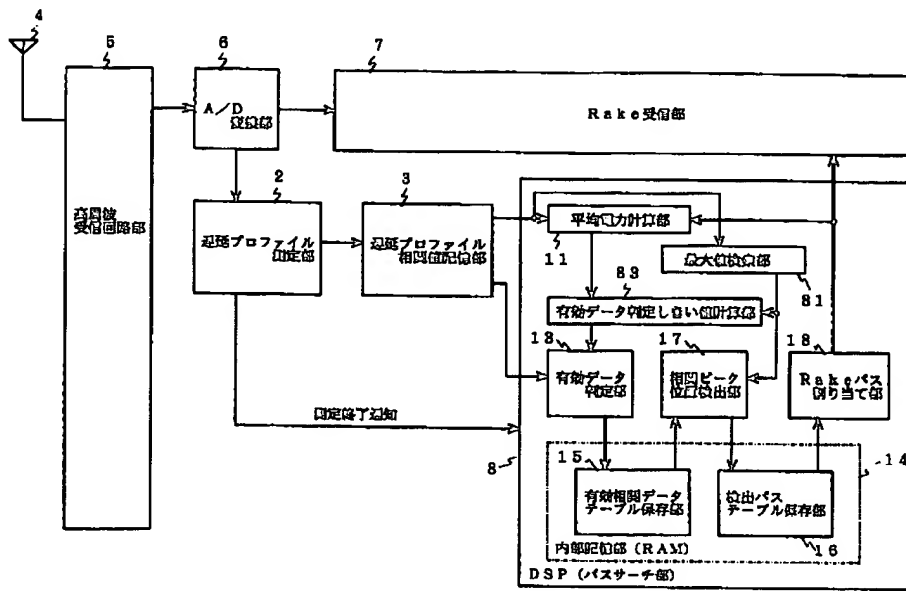 4
5
6
7
A/D
変換部
Rake受信部
高周波
受信回路部
2
3
遅延プロファイル
測定部
遅延プロファイル
相関値記憶部
平均電力計算部
11
最大値検索部
81
83
有効データ判定しきい値計算部
13
17
18
有効データ
判定部
相関ピーク
位置検出部
Rakeパス
割り当て部
測定終了通知
8
14
15
有効相関データ
テーブル保存部
検出パス
テーブル保存部
16
内部記憶部(RAM)
DSP(パスサーチ部)